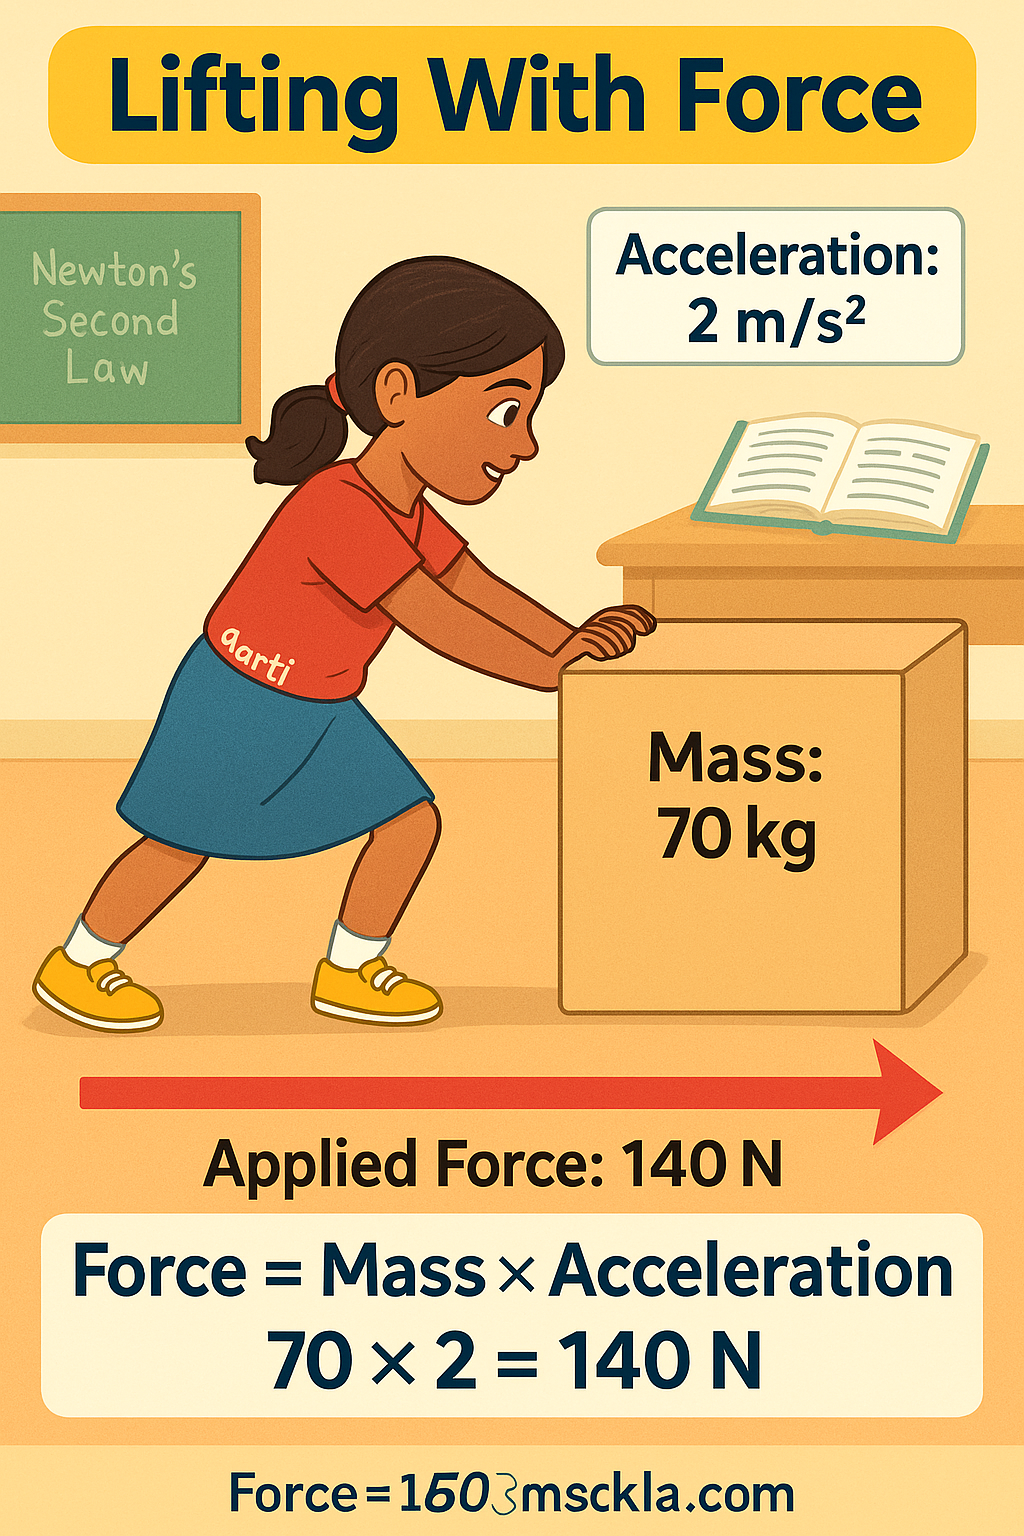 Lifting With Force
Newton's
Second
Law
Acceleration:
2 m/s²
aarti
Mass:
70 kg
Applied Force: 140 N
Force = Mass × Acceleration
70 × 2 = 140 N
Force=1503msckla.com